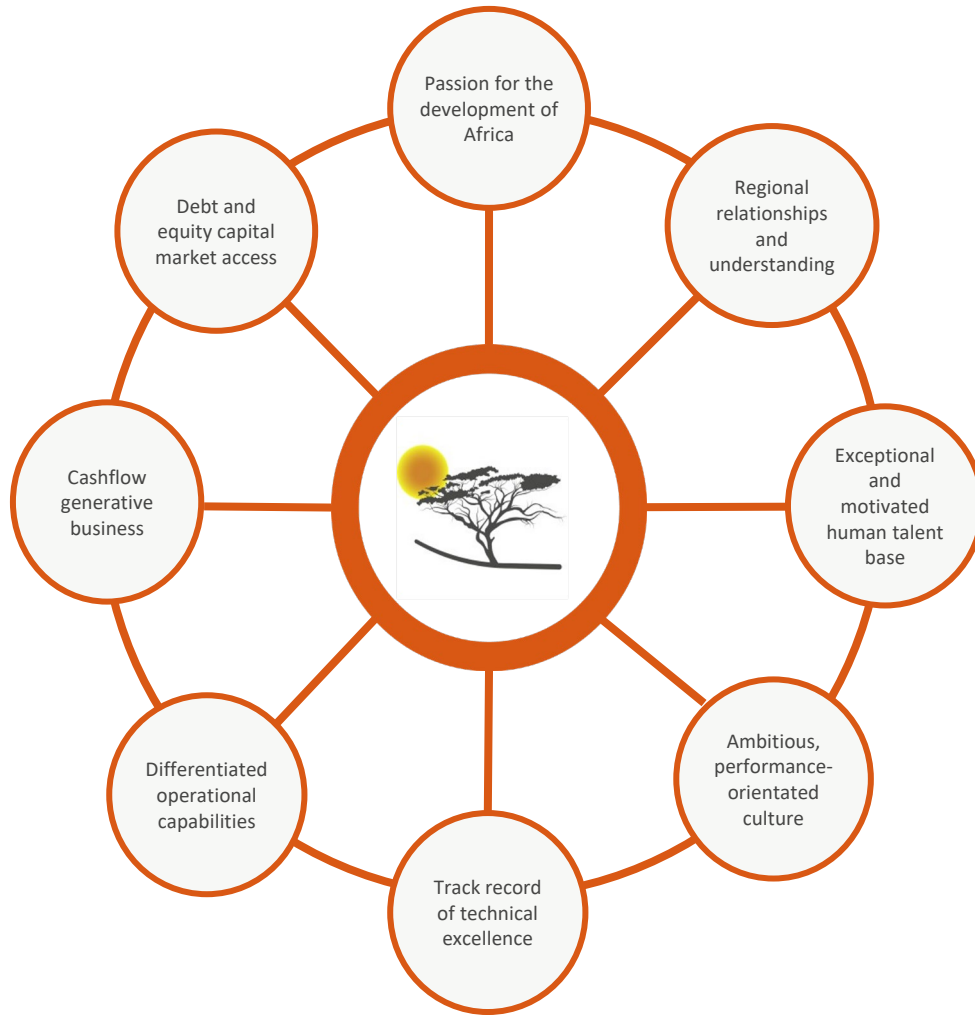 Passion for the
development of
Africa
Regional
relationships
and
understanding
Exceptional
and
motivated
human talent
base
Ambitious,
performance-
orientated
culture
Track record
of technical
excellence
Differentiated
operational
capabilities
Cashflow
generative
business
Debt and
equity capital
market access